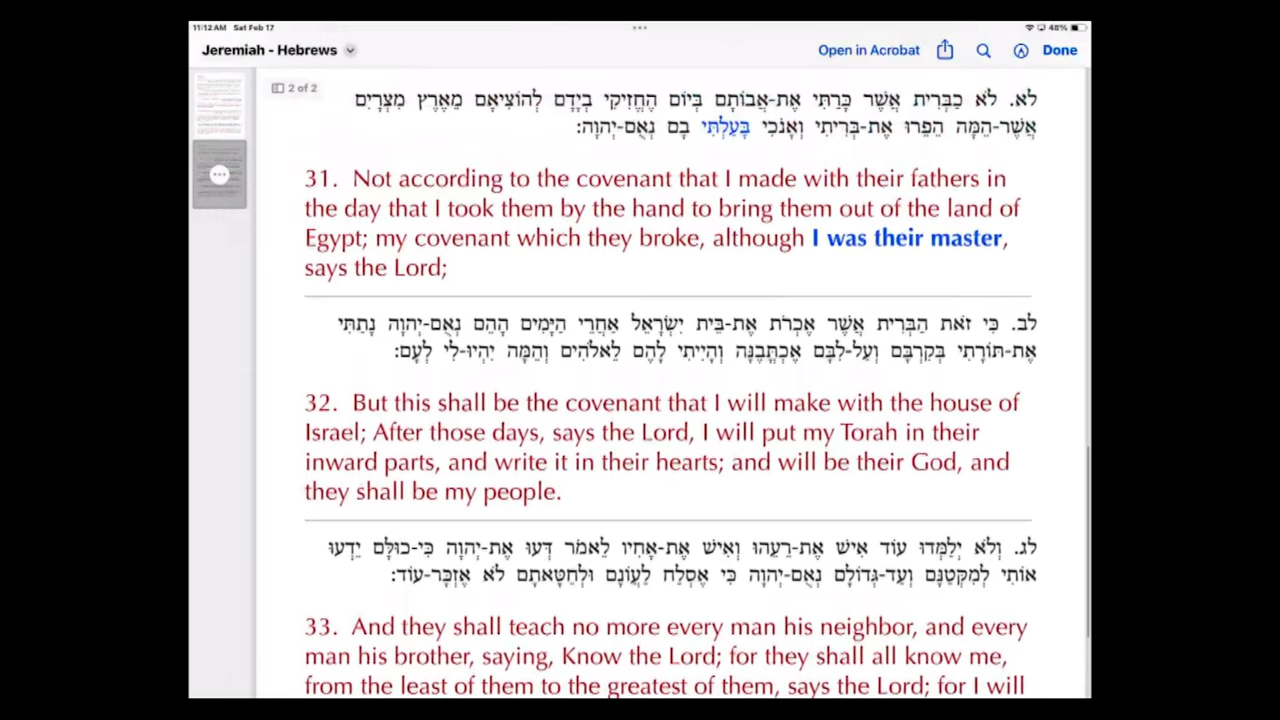 11:12 AM Sat Feb 17
48%
Jeremiah - Hebrews
Open in Acrobat
Done
2 of 2
לא. לֹא כַבְּרִית אֲשֶׁר כָּרַתִּי אֶת-אֲבוֹתָם בְּיוֹם הֶחֱזִיקִי בְיָדָם לְהוֹצִיאָם מֵאֶרֶץ מִצְרָיִם
אֲשֶׁר-הֵמָּה הֵפֵרוּ אֶת-בְּרִיתִי וְאָנֹכִי בָּעַלְתִּי בָם נְאֻם-יְהוָה:
31. Not according to the covenant that I made with their fathers in
the day that I took them by the hand to bring them out of the land of
Egypt; my covenant which they broke, although I was their master,
says the Lord;
לב. כִּי זֹאת הַבְּרִית אֲשֶׁר אֶכְרֹת אֶת-בֵּית יִשְׂרָאֵל אַחֲרֵי הַיָּמִים הָהֵם נְאֻם-יְהוָה נָתַתִּי
אֶת-תּוֹרָתִי בְּקִרְבָּם וְעַל-לִבָּם אֶכְתֲּבֶנָּה וְהָיִיתִי לָהֶם לֵאלֹהִים וְהֵמָּה יִהְיוּ-לִי לְעָם:
32. But this shall be the covenant that I will make with the house of
Israel; After those days, says the Lord, I will put my Torah in their
inward parts, and write it in their hearts; and will be their God, and
they shall be my people.
לג. וְלֹא יְלַמְּדוּ עוֹד אִישׁ אֶת-רֵעֵהוּ וְאִישׁ אֶת-אָחִיו לֵאמֹר דְּעוּ אֶת-יְהוָה כִּי-כוּלָּם יֵדְעוּ
אוֹתִי לְמִקְּטַנָּם וְעַד-גְּדוֹלָם נְאֻם-יְהוָה כִּי אֶסְלַח לַעֲוֹנָם וּלְחַטָּאתָם לֹא אֶזְכָּר-עוֹד:
33. And they shall teach no more every man his neighbor, and every
man his brother, saying, Know the Lord; for they shall all know me,
from the least of them to the greatest of them, says the Lord; for I will